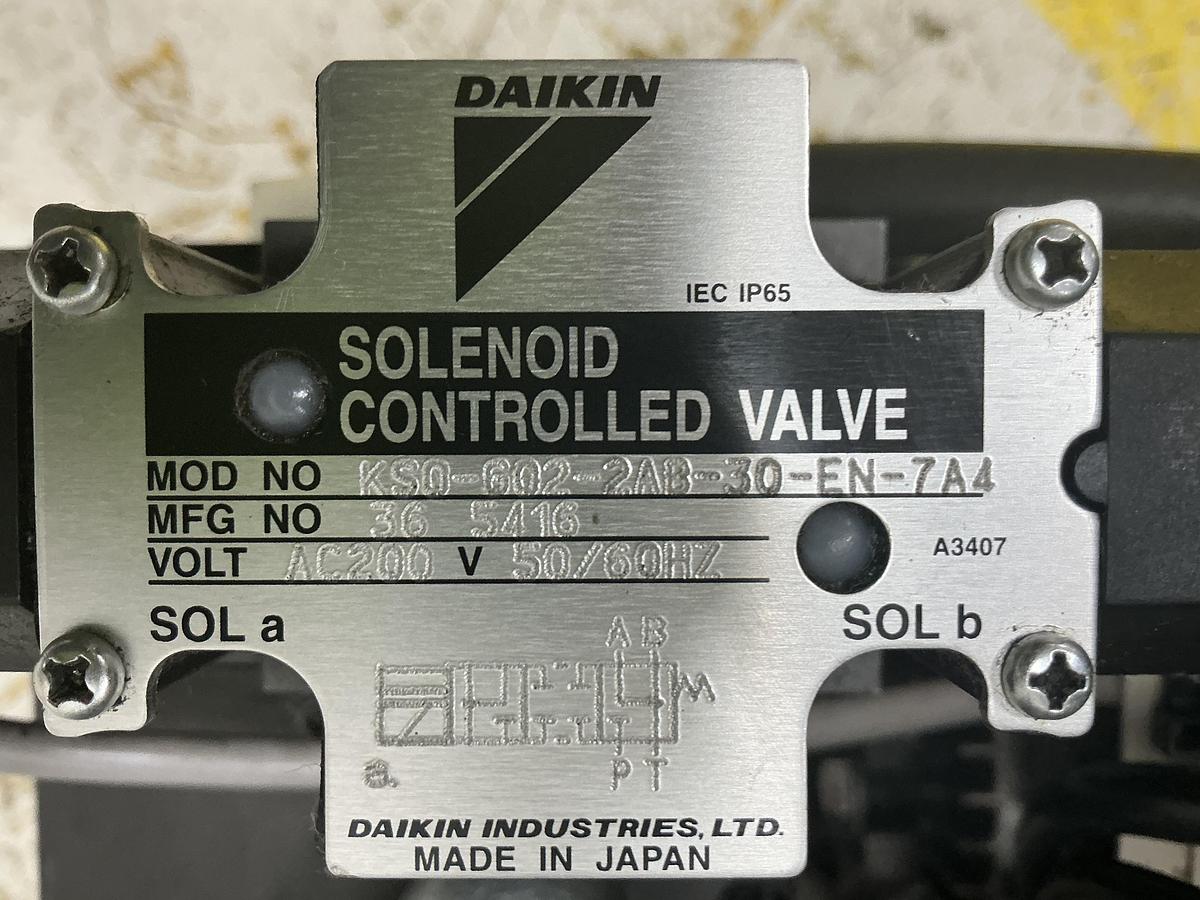 DAIKIN
IEC IP65
SOLENOID
CONTROLLED VALVE
MOD NO KSO-G02-2AB-30-EN-7A4
MFG NO 36 5416
VOLT AC200 V 50/60HZ
A3407
SOL a
SOL b
A B
a
P T
DAIKIN INDUSTRIES, LTD.
MADE IN JAPAN